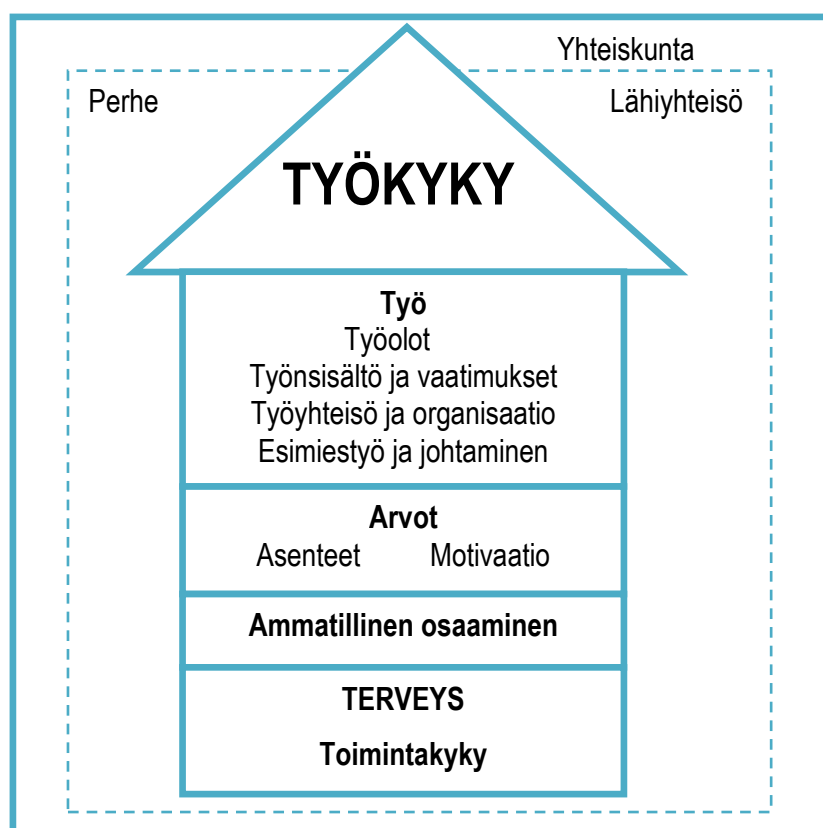 Yhteiskunta
Perhe
Lähiyhteisö
TYÖKYKY
Työ
Työolot
Työnsisältö ja vaatimukset
Työyhteisö ja organisaatio
Esimiestyö ja johtaminen
Arvot
Asenteet Motivaatio
Ammatillinen osaaminen
TERVEYS
Toimintakyky